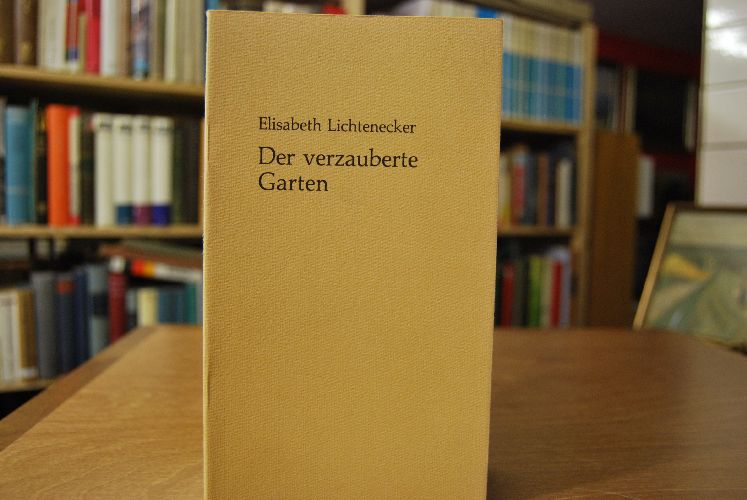 Elisabeth Lichtenecker
Der verzauberte
Garten